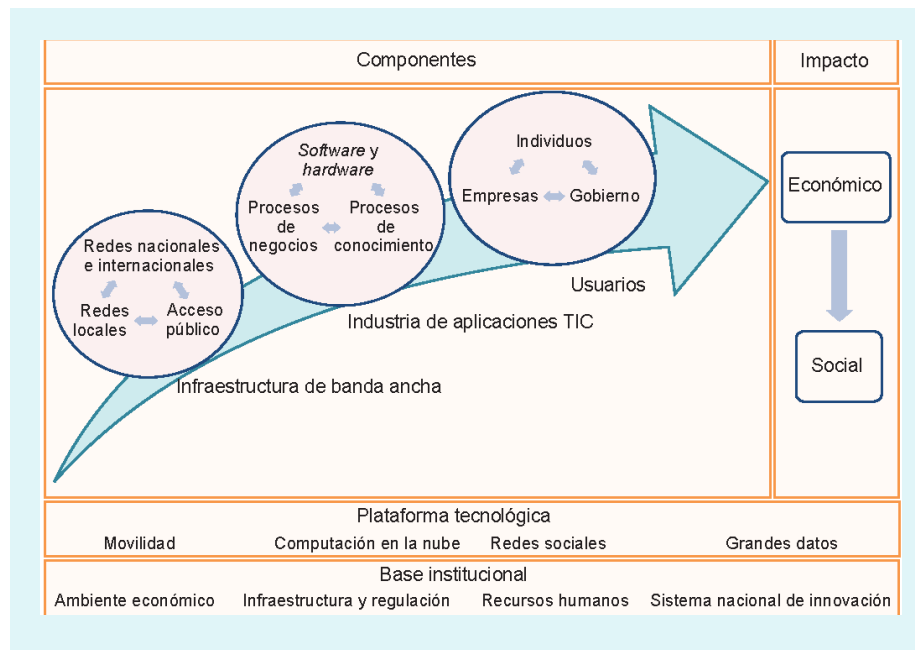 Componentes
Impacto
Individuos
Empresas
Gobierno
Usuarios
Software y
hardware
Procesos
de
negocios
Procesos
de
conocimiento
Industria de aplicaciones TIC
Redes nacionales
e internacionales
Redes
locales
Acceso
público
Infraestructura de banda ancha
Económico
Social
Plataforma tecnológica
Movilidad
Computación en la nube
Redes sociales
Grandes datos
Base institucional
Ambiente económico
Infraestructura y regulación
Recursos humanos
Sistema nacional de innovación